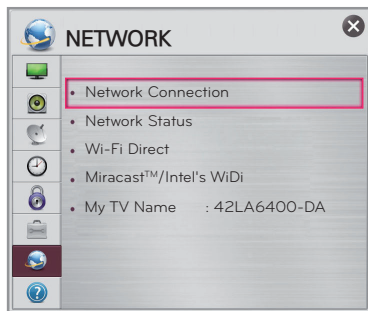 NETWORK
• Network Connection
• Network Status
• Wi-Fi Direct
• Miracast™/Intel's WiDi
• My TV Name : 42LA6400-DA